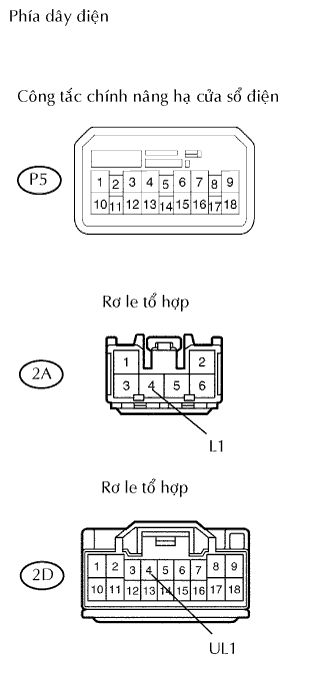 Phía dây điện
Công tắc chính nâng hạ cửa sổ điện
P5
1 2 3 4 5 6 7 8 9
10 11 12 13 14 15 16 17 18
Rơ le tổ hợp
2A
1 2
3 4 5 6
L1
Rơ le tổ hợp
2D
1 2 3 4 5 6 7 8 9
10 11 12 13 14 15 16 17 18
UL1